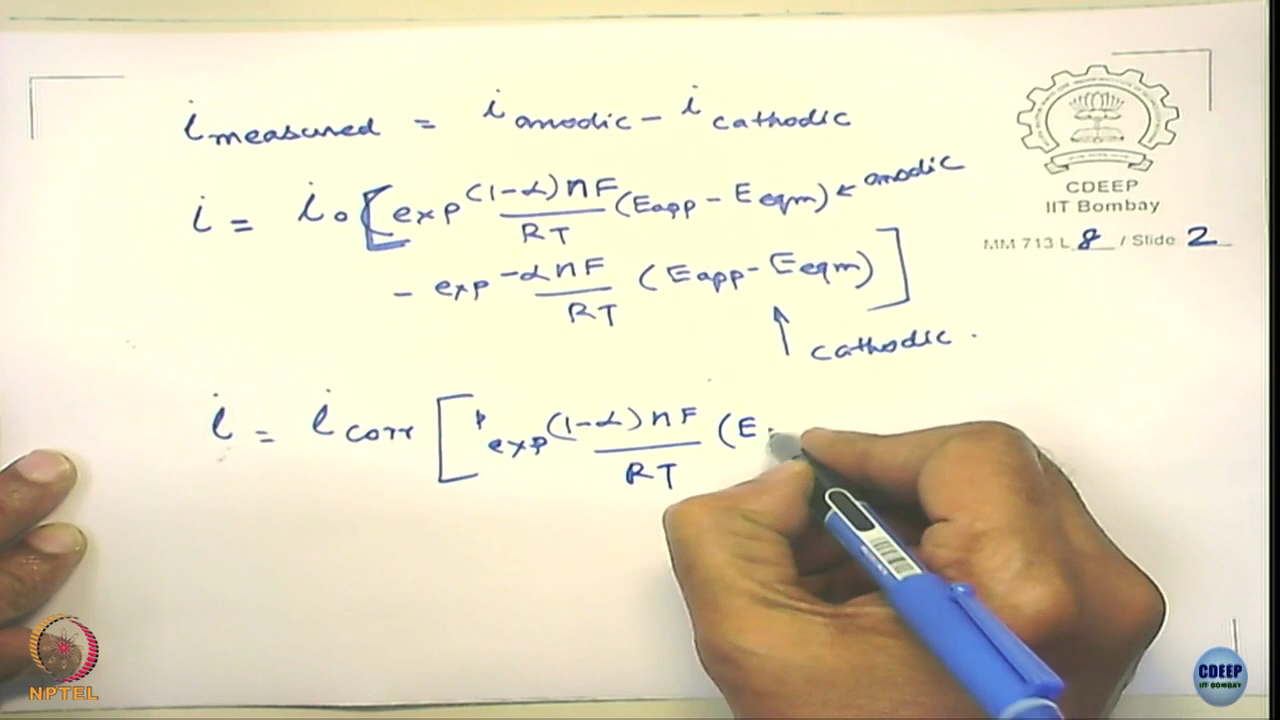 i measured = i anodic - i cathodic
i = i₀ [ exp (1-α) nF / RT (Eapp - Eeqm) ← anodic
- exp -α nF / RT (Eapp - Eeqm) ]
↑ cathodic.
i = i corr [ exp (1-α) nF / RT (E
CDEEP
IIT Bombay
MM 713 L 8 / Slide 2
NPTEL
CDEEP
IIT BOMBAY